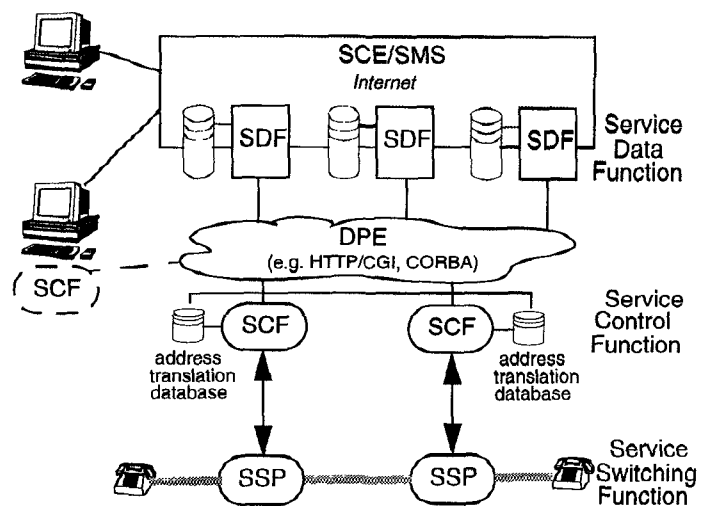 SCE/SMS
Internet
SDF
SDF
SDF
Service
Data
Function
DPE
(e.g. HTTP/CGI, CORBA)
SCF
SCF
SCF
Service
Control
Function
address
translation
database
address
translation
database
SSP
SSP
Service
Switching
Function